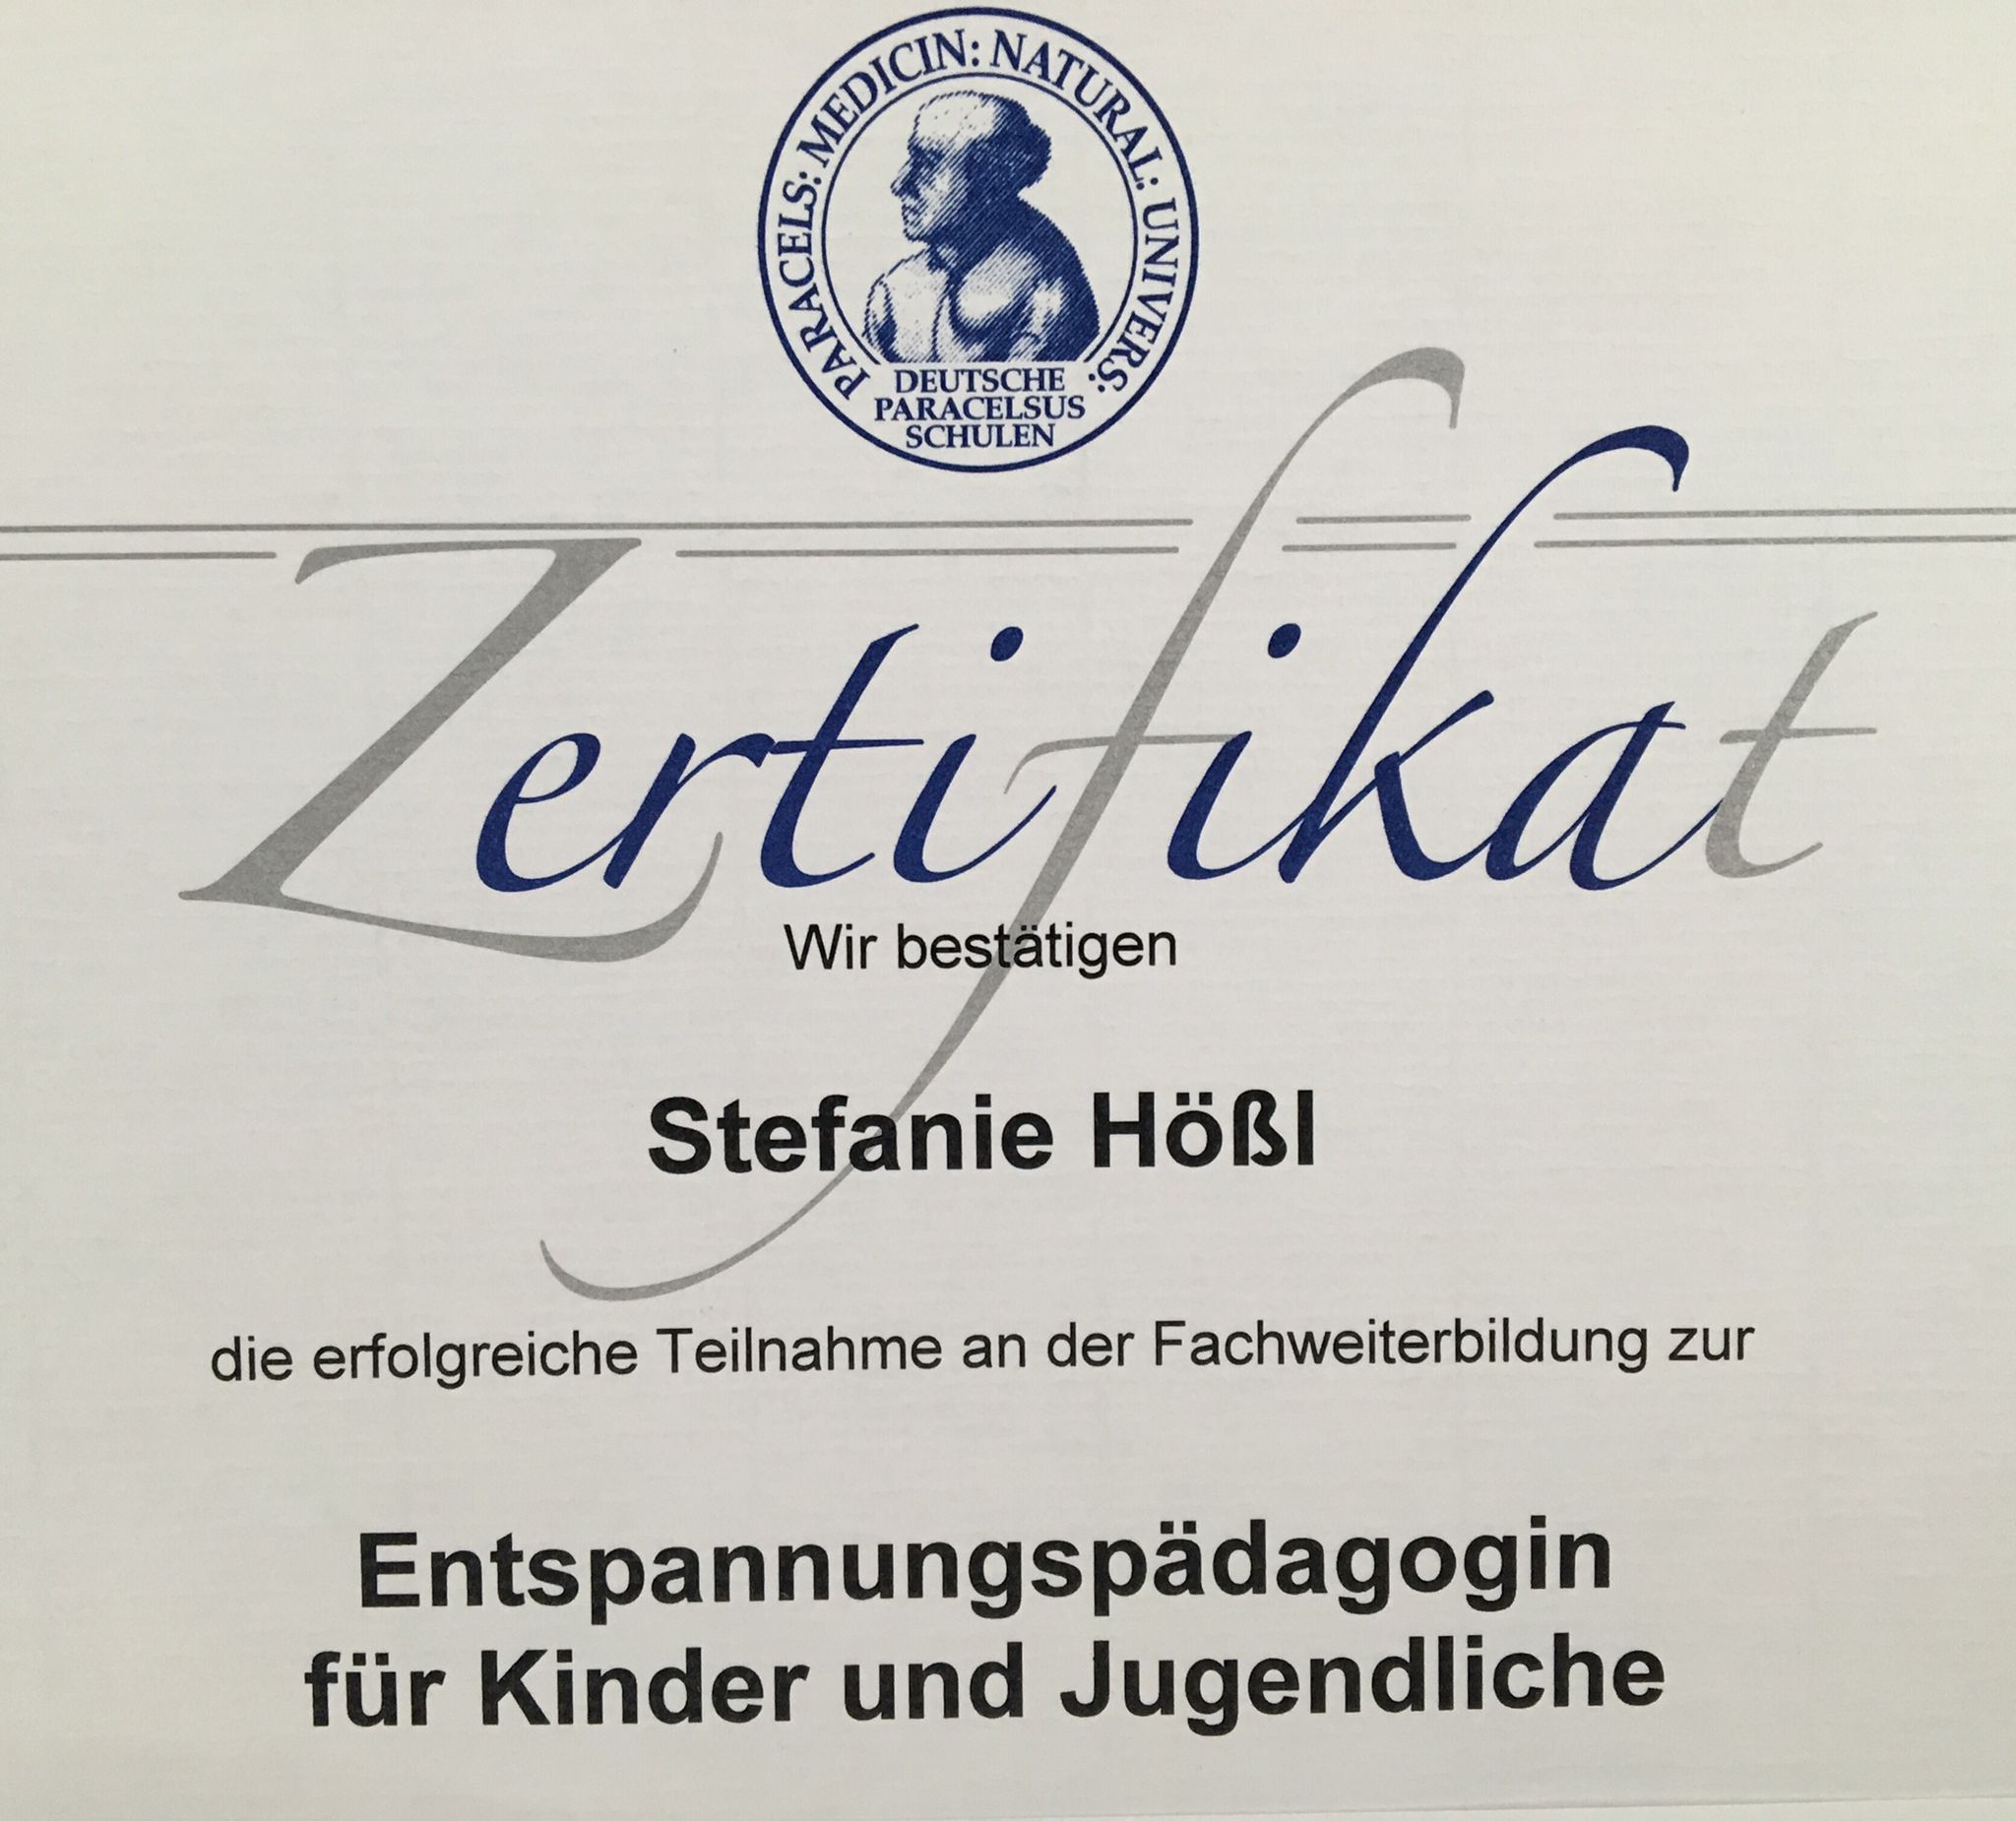 PARACELS: MEDICIN: NATURAL: UNIVERS:
DEUTSCHE
PARACELSUS
SCHULEN
Zertifikat
Wir bestätigen
Stefanie Hößl
die erfolgreiche Teilnahme an der Fachweiterbildung zur
Entspannungspädagogin
für Kinder und Jugendliche